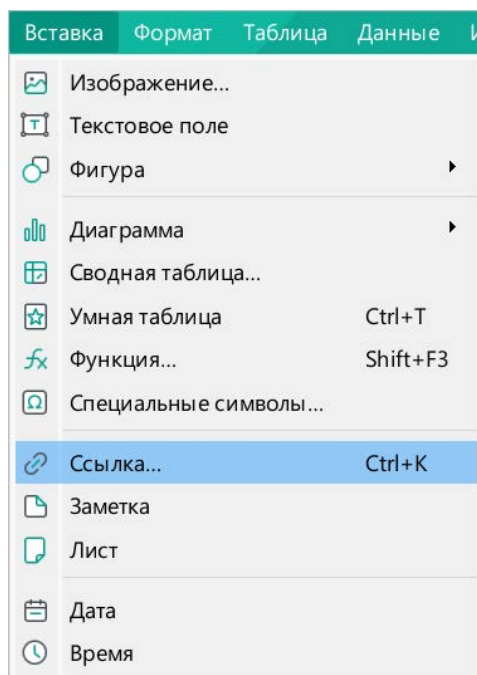 Вставка Формат Таблица Данные
Изображение...
Текстовое поле
Фигура
Диаграмма
Сводная таблица...
Умная таблица Ctrl+T
Функция... Shift+F3
Специальные символы...
Ссылка... Ctrl+K
Заметка
Лист
Дата
Время